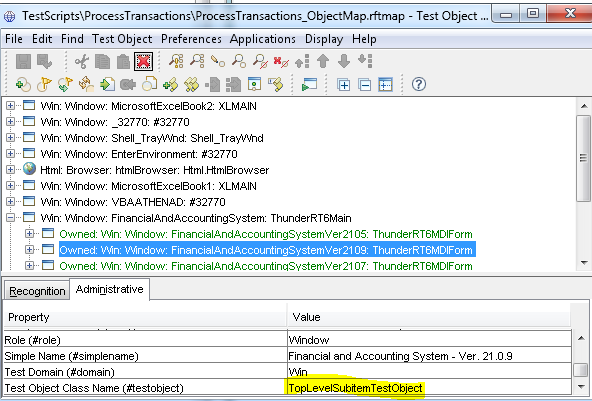 TestScripts\ProcessTransactions\ProcessTransactions_ObjectMap.rftmap - Test Object ...
File Edit Find Test Object Preferences Applications Display Help
Win: Window: MicrosoftExcelBook2: XLMAIN
Win: Window: _32770: #32770
Win: Window: Shell_TrayWnd: Shell_TrayWnd
Win: Window: EnterEnvironment: #32770
Html: Browser: htmlBrowser: Html.HtmlBrowser
Win: Window: MicrosoftExcelBook1: XLMAIN
Win: Window: VBAATHENAD: #32770
Win: Window: FinancialAndAccountingSystem: ThunderRT6Main
Owned: Win: Window: FinancialAndAccountingSystemVer2105: ThunderRT6MDIForm
Owned: Win: Window: FinancialAndAccountingSystemVer2109: ThunderRT6MDIForm
Owned: Win: Window: FinancialAndAccountingSystemVer2107: ThunderRT6MDIForm
Recognition Administrative
Property Value
Role (#role) Window
Simple Name (#simplename) Financial and Accounting System - Ver. 21.0.9
Test Domain (#domain) Win
Test Object Class Name (#testobject) TopLevelSubitemTestObject